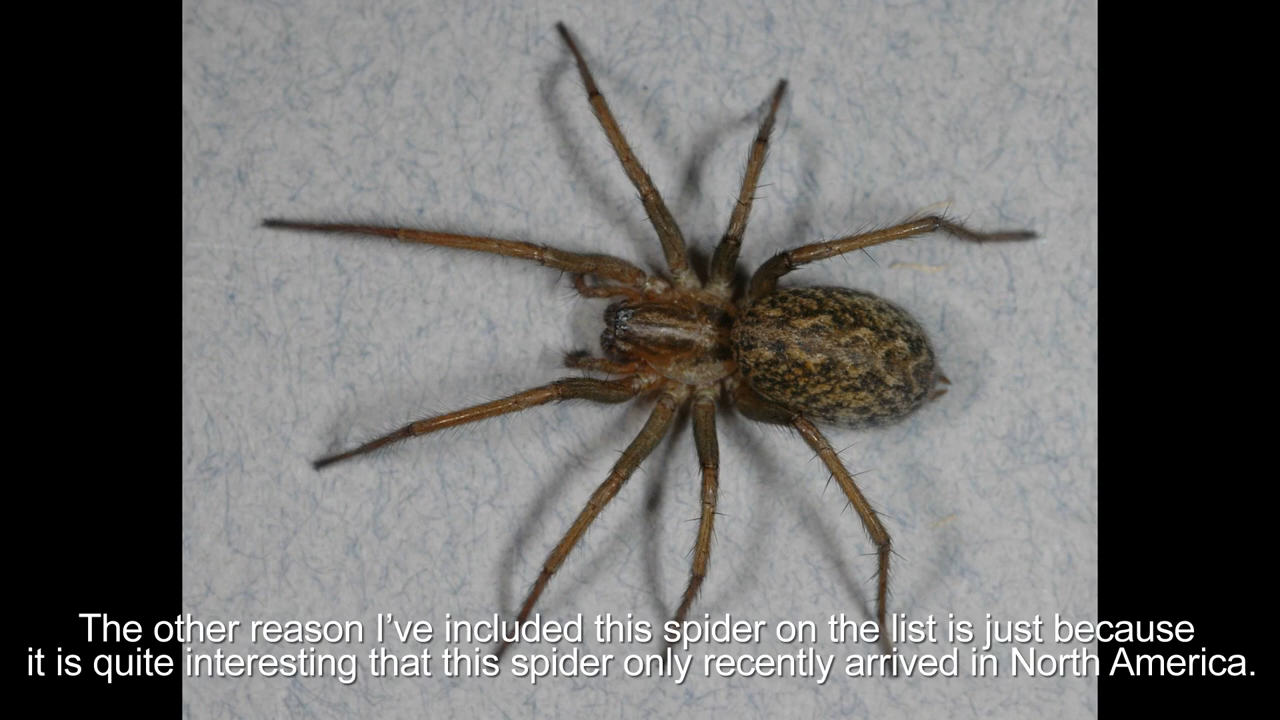 The other reason I’ve included this spider on the list is just because
it is quite interesting that this spider only recently arrived in North America.